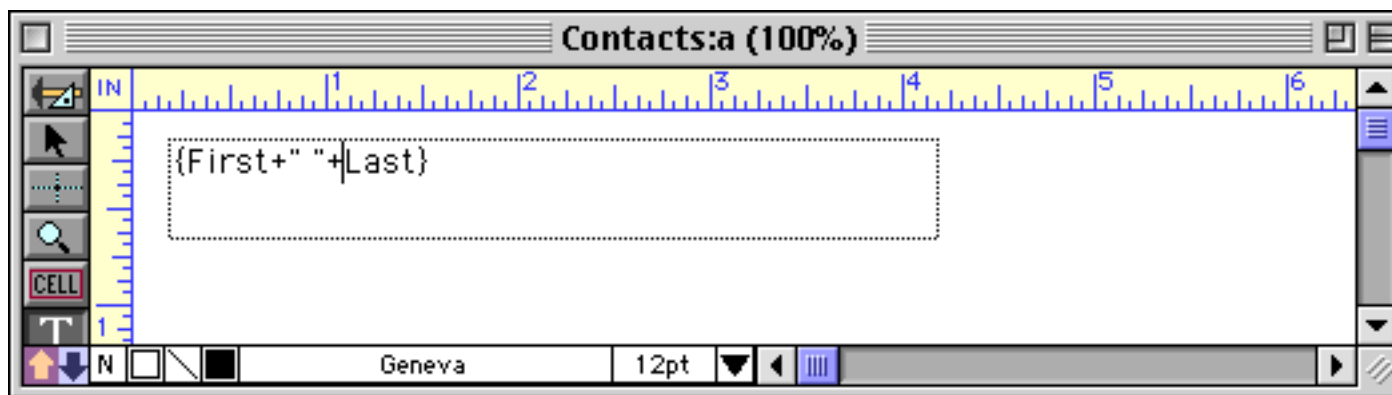 Contacts:a (100%)
IN 1 2 3 4 5 6
{First+" "+Last}
CELL
T 1
N Geneva 12pt